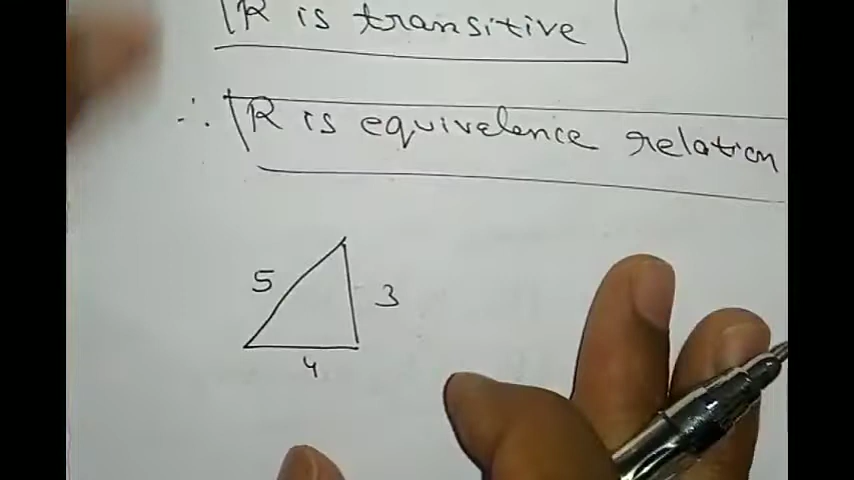 R is transitive
∴ R is equivelence relation
5
3
4